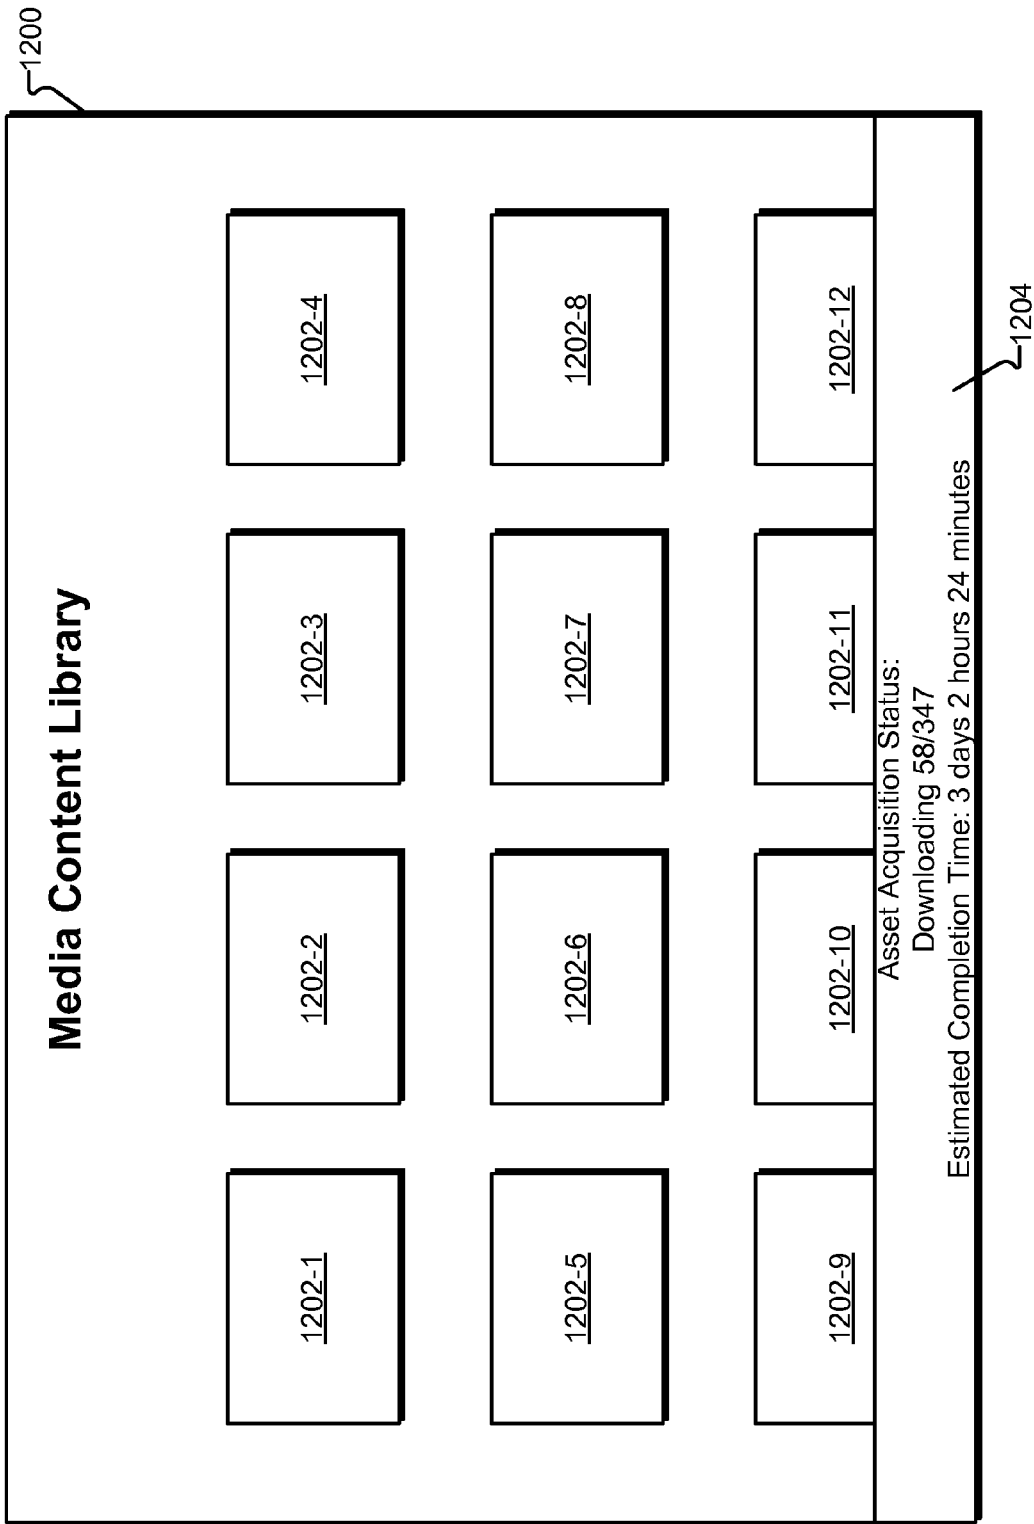 1200
Media Content Library
1202-1 1202-2 1202-3 1202-4
1202-5 1202-6 1202-7 1202-8
1202-9 1202-10 1202-11 1202-12
Asset Acquisition Status:
Downloading 58/347
Estimated Completion Time: 3 days 2 hours 24 minutes
1204